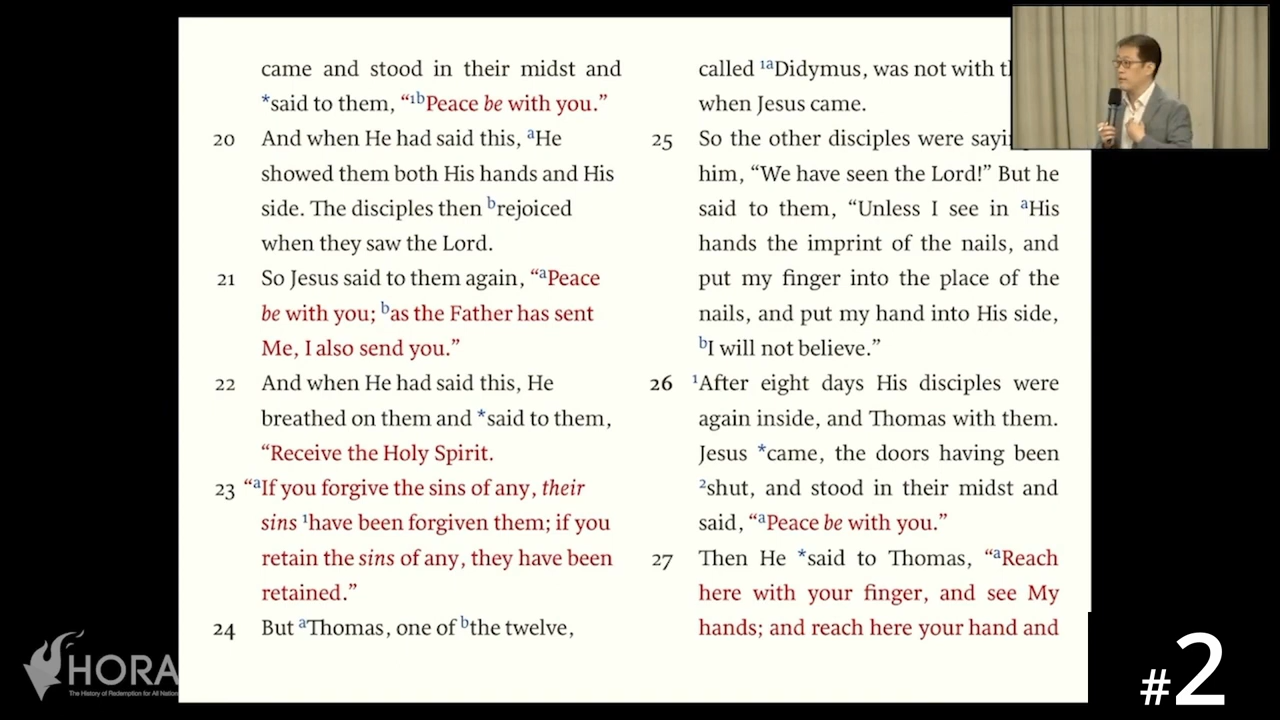 came and stood in their midst and
*said to them, “1bPeace be with you.”
20 And when He had said this, aHe
showed them both His hands and His
side. The disciples then brejoiced
when they saw the Lord.
21 So Jesus said to them again, “aPeace
be with you; bas the Father has sent
Me, I also send you.”
22 And when He had said this, He
breathed on them and *said to them,
“Receive the Holy Spirit.
23 “aIf you forgive the sins of any, their
sins 1have been forgiven them; if you
retain the sins of any, they have been
retained.”
24 But aThomas, one of bthe twelve,
called 1aDidymus, was not with
when Jesus came.
25 So the other disciples were
him, “We have seen the Lord!” But he
said to them, “Unless I see in aHis
hands the imprint of the nails, and
put my finger into the place of the
nails, and put my hand into His side,
bI will not believe.”
26 1After eight days His disciples were
again inside, and Thomas with them.
Jesus *came, the doors having been
2shut, and stood in their midst and
said, “aPeace be with you.”
27 Then He *said to Thomas, “aReach
here with your finger, and see My
hands; and reach here your hand and
HORA
The History of Redemption for All Nation
#2